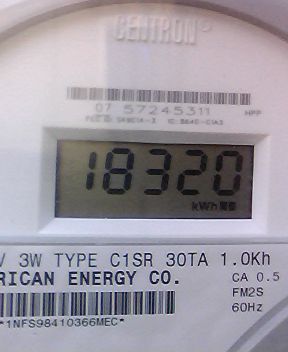 CENTRON®
07 57245311
18320
kWh
V 3W TYPE C1SR 30TA 1.0Kh
RICAN ENERGY CO.
CA 0.5
FM2S
60Hz
*1NFS98410366MEC*